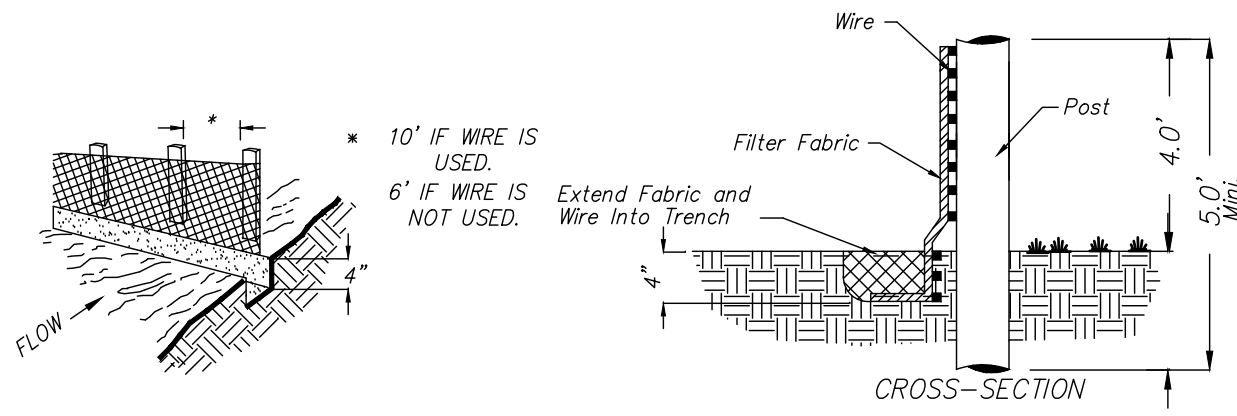 *
* 10' IF WIRE IS
USED.
6' IF WIRE IS
NOT USED.
4"
FLOW
Wire
Post
Filter Fabric
Extend Fabric and
Wire Into Trench
4"
4.0'
5.0'
Mini.
CROSS-SECTION